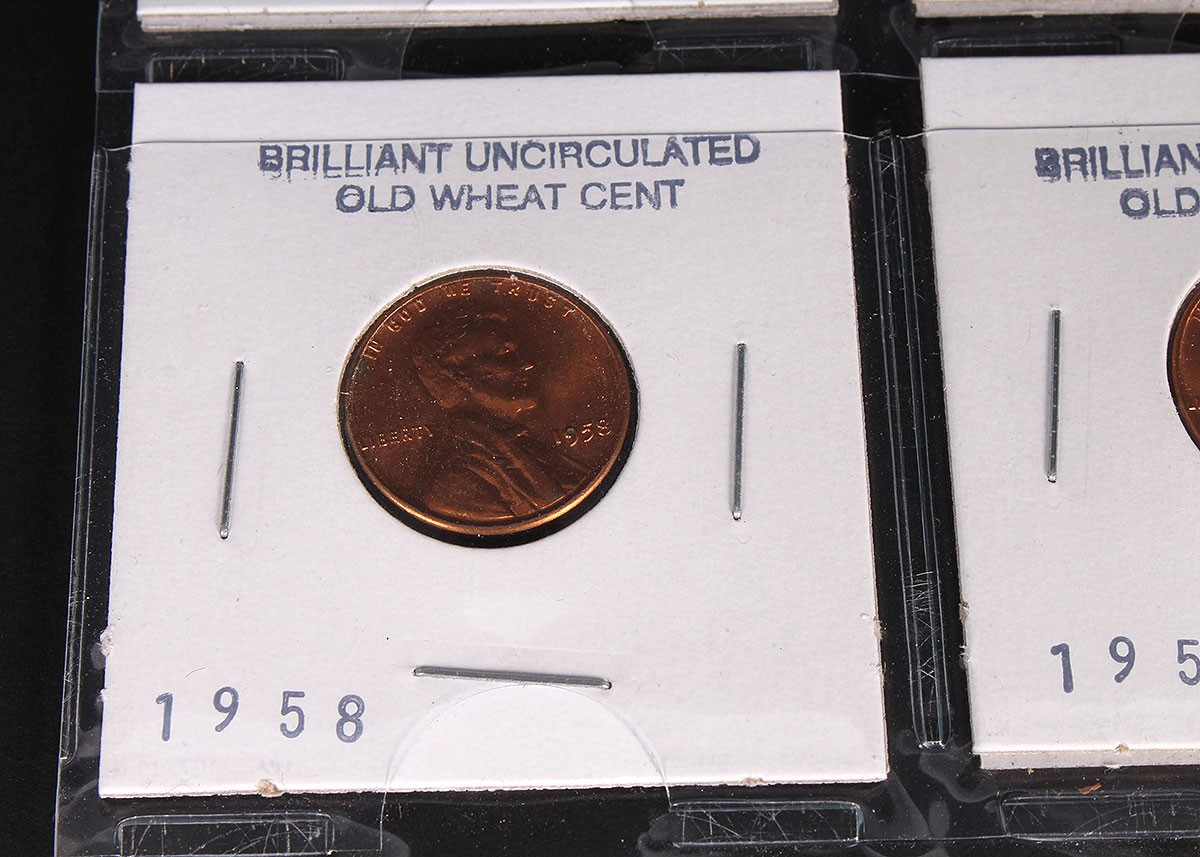 BRILLIANT UNCIRCULATED
OLD WHEAT CENT
IN GOD WE TRUST
LIBERTY
1958
1958
BRILLIAN
OLD
195